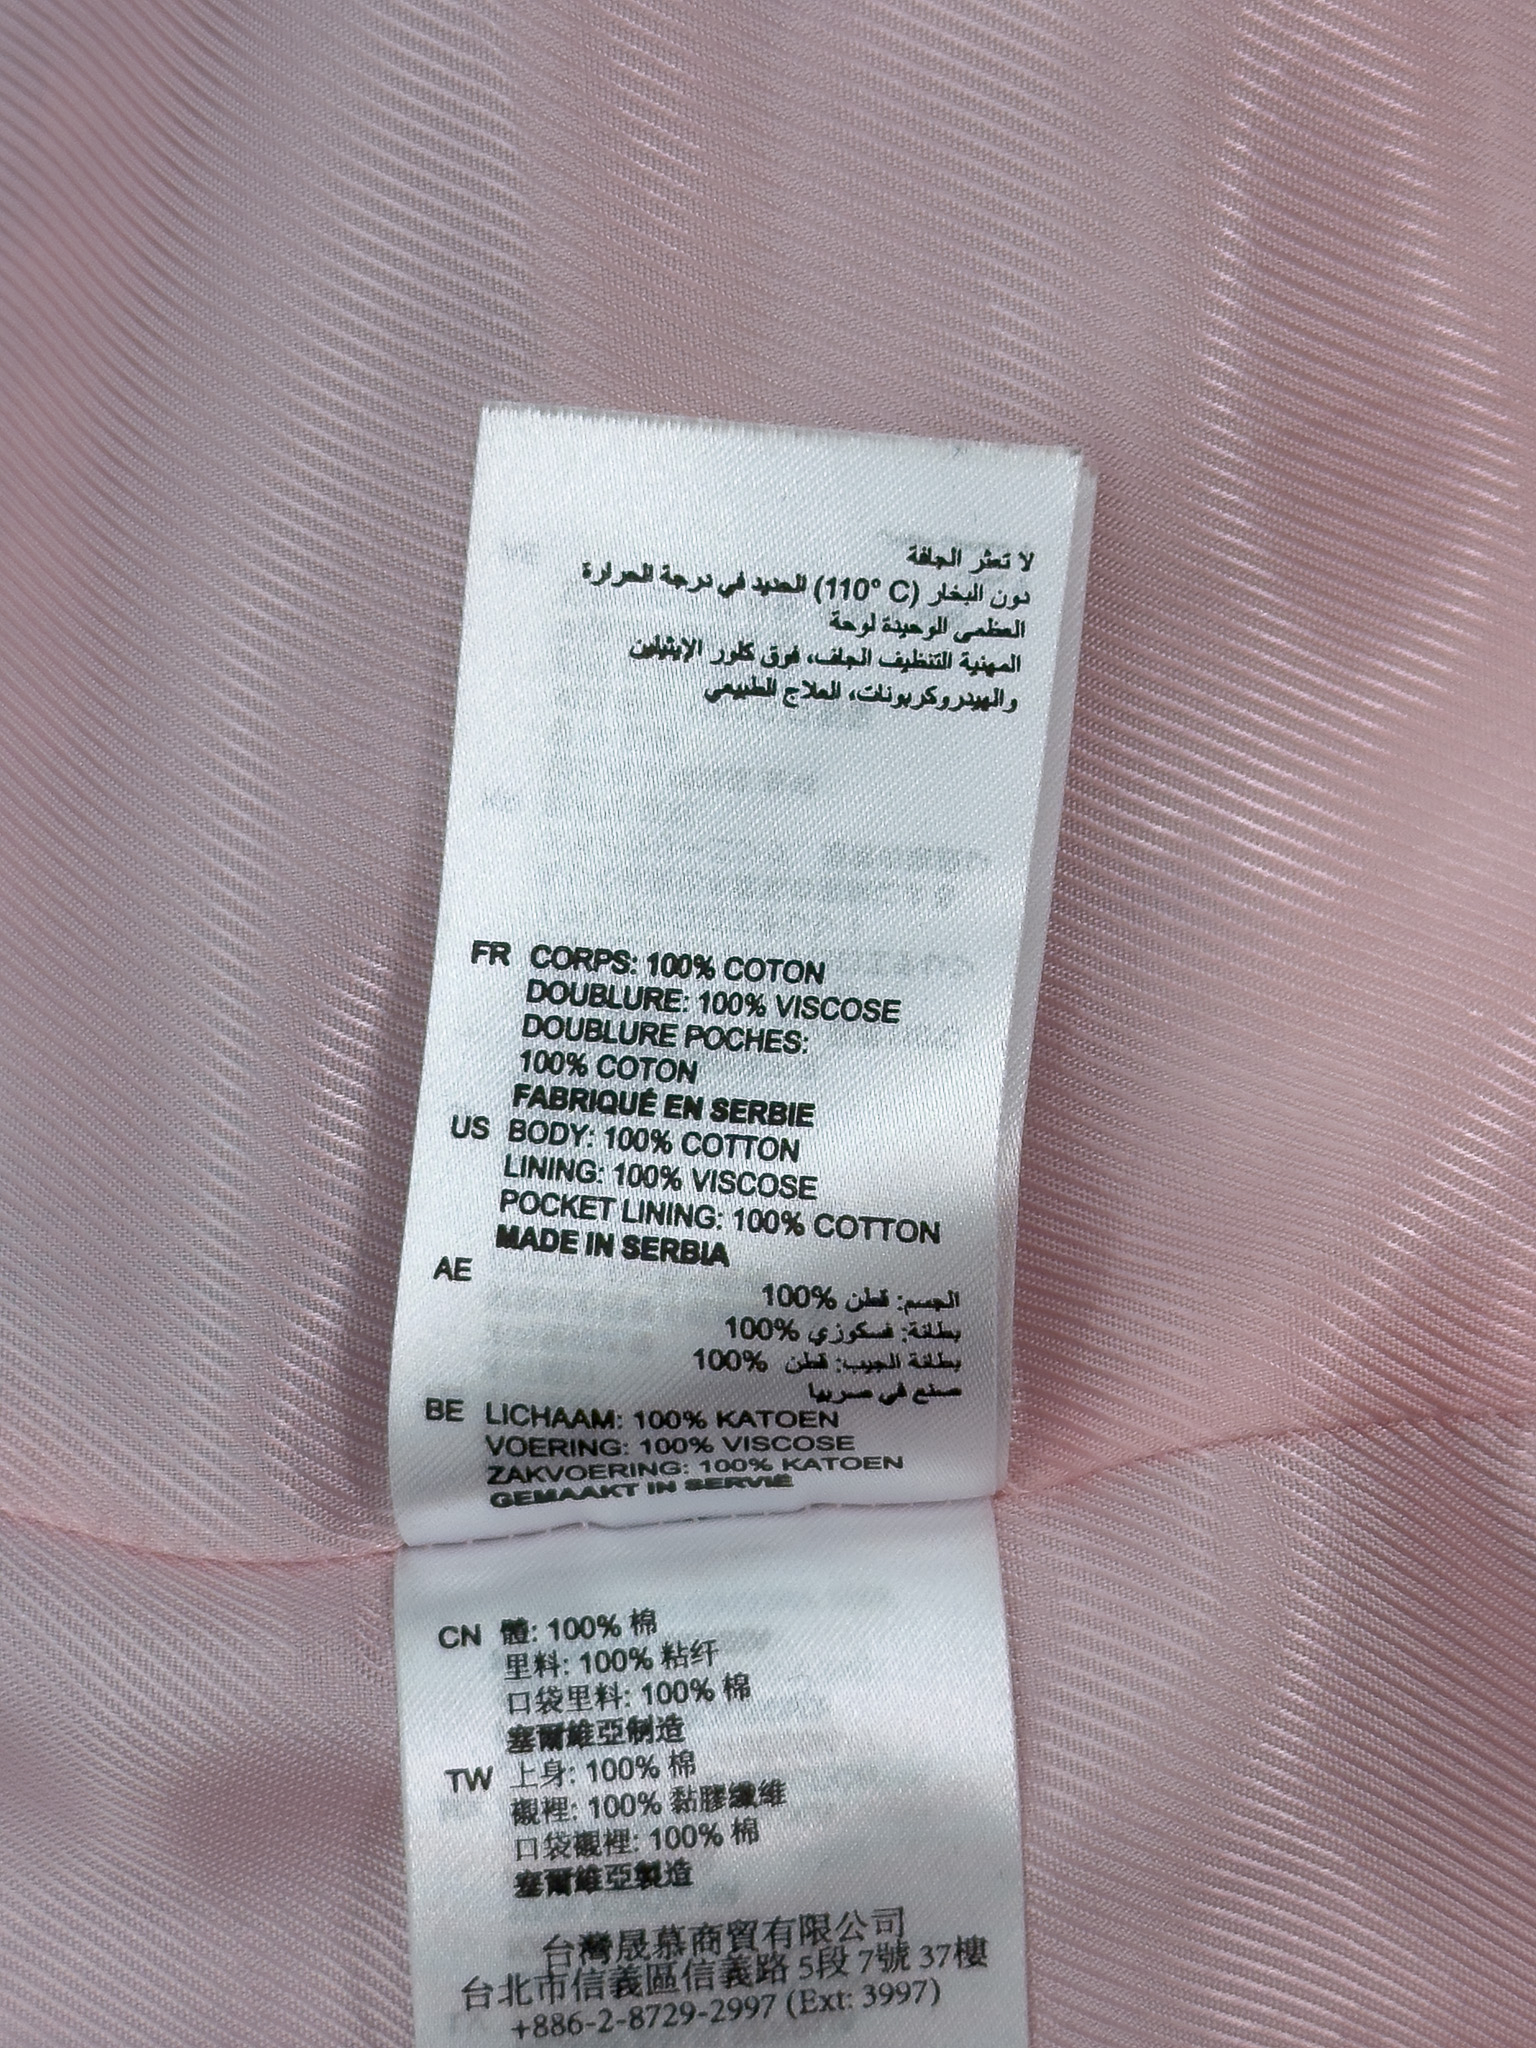 لا تعثر الجافة
دون البخار (110° C) الحديد في درجة الحرارة
العظمى الوحيدة لوحة
المهنية التنظيف الجاف، فوق كلور الإيثيلين
والهيدروكربونات، العلاج الطبيعي
FR CORPS: 100% COTON
DOUBLURE: 100% VISCOSE
DOUBLURE POCHES:
100% COTON
FABRIQUÉ EN SERBIE
US BODY: 100% COTTON
LINING: 100% VISCOSE
POCKET LINING: 100% COTTON
MADE IN SERBIA
AE
الجسم: قطن %100
بطانة: فسكوزي %100
بطانة الجيب: قطن %100
صنع في صربيا
BE LICHAAM: 100% KATOEN
VOERING: 100% VISCOSE
ZAKVOERING: 100% KATOEN
GEMAAKT IN SERVIË
CN 體: 100% 棉
里料: 100% 粘纤
口袋里料: 100% 棉
塞爾維亞制造
TW 上身: 100% 棉
襯裡: 100% 黏膠纖維
口袋襯裡: 100% 棉
塞爾維亞製造
台灣晟慕商貿有限公司
台北市信義區信義路 5段 7號 37樓
+886-2-8729-2997 (Ext: 3997)